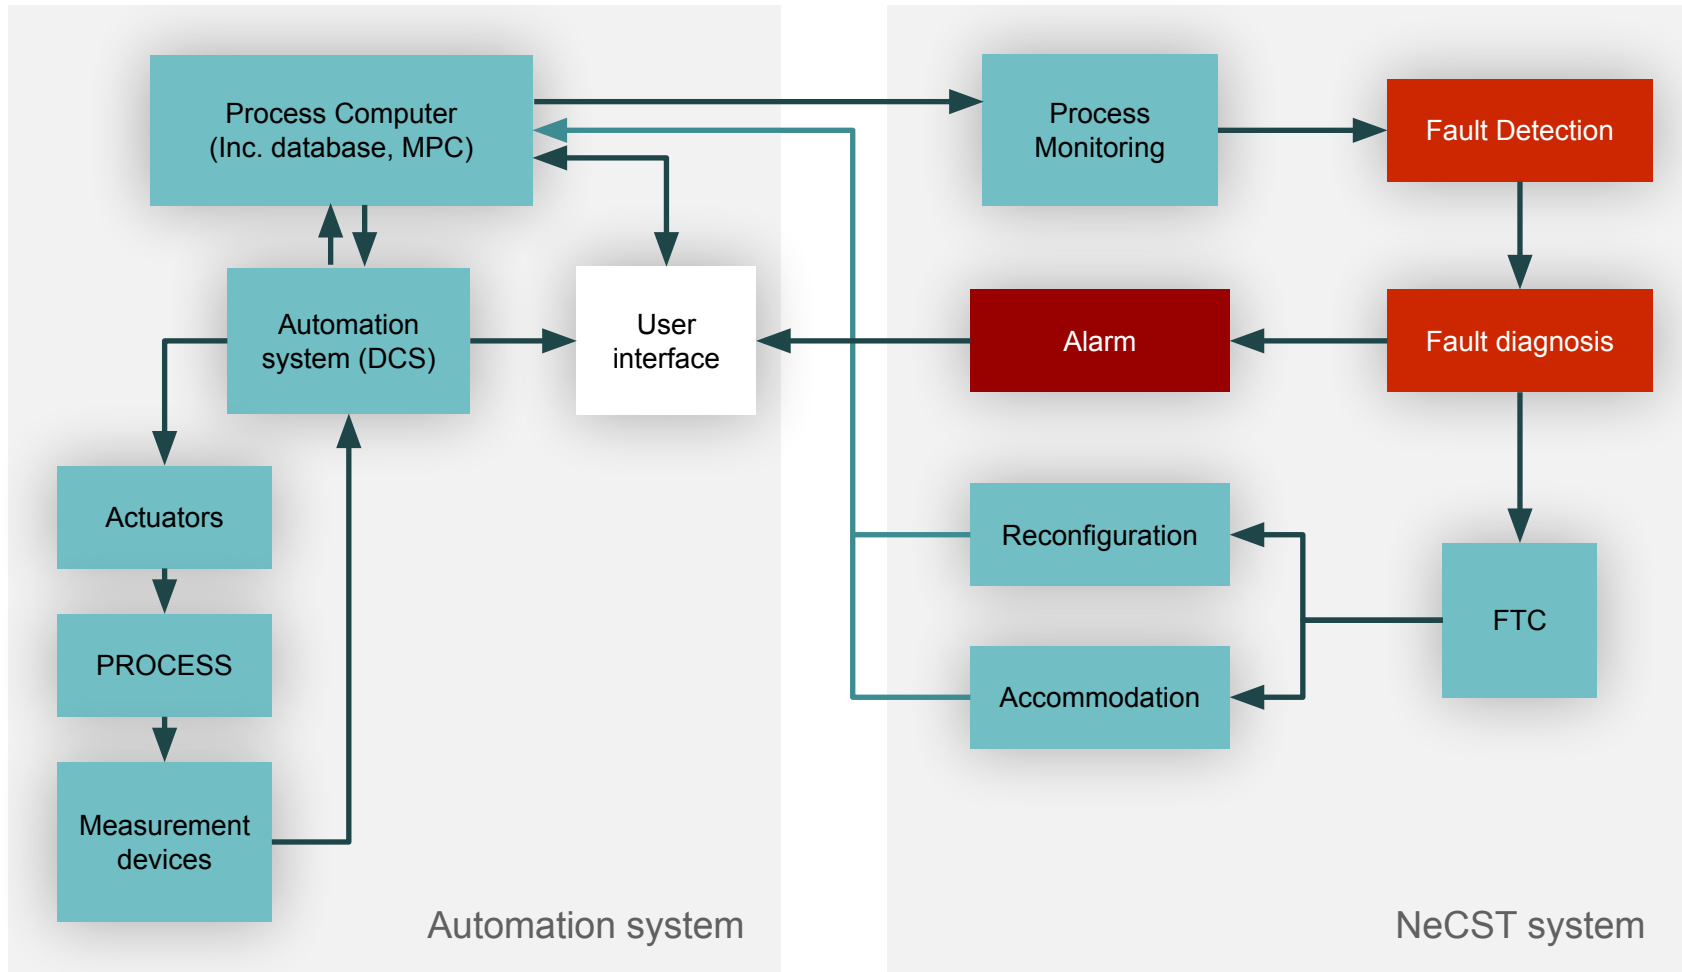 Process Computer
(Inc. database, MPC)
Process
Monitoring
Fault Detection
Automation
system (DCS)
User
interface
Alarm
Fault diagnosis
Actuators
Reconfiguration
FTC
PROCESS
Accommodation
Measurement
devices
Automation system
NeCST system